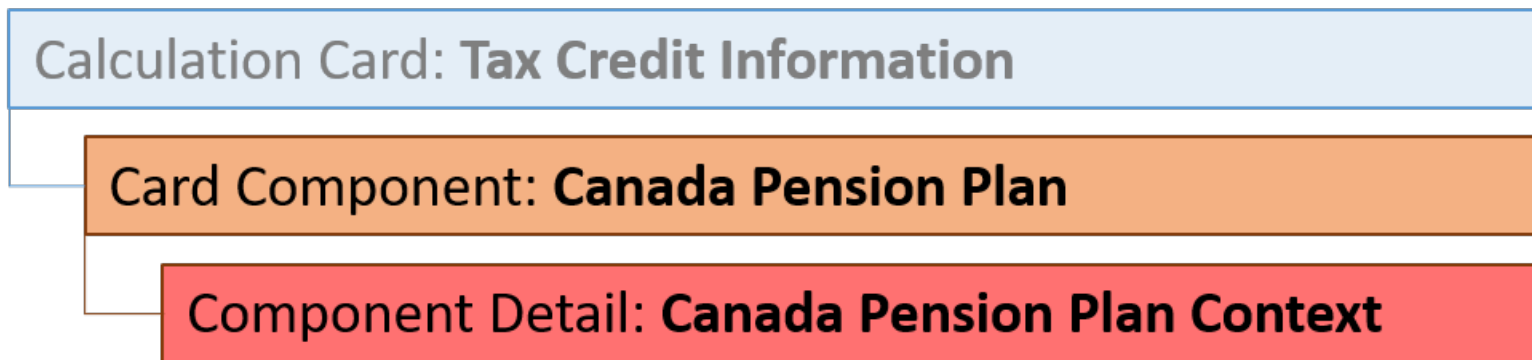 Calculation Card: Tax Credit Information
Card Component: Canada Pension Plan
Component Detail: Canada Pension Plan Context